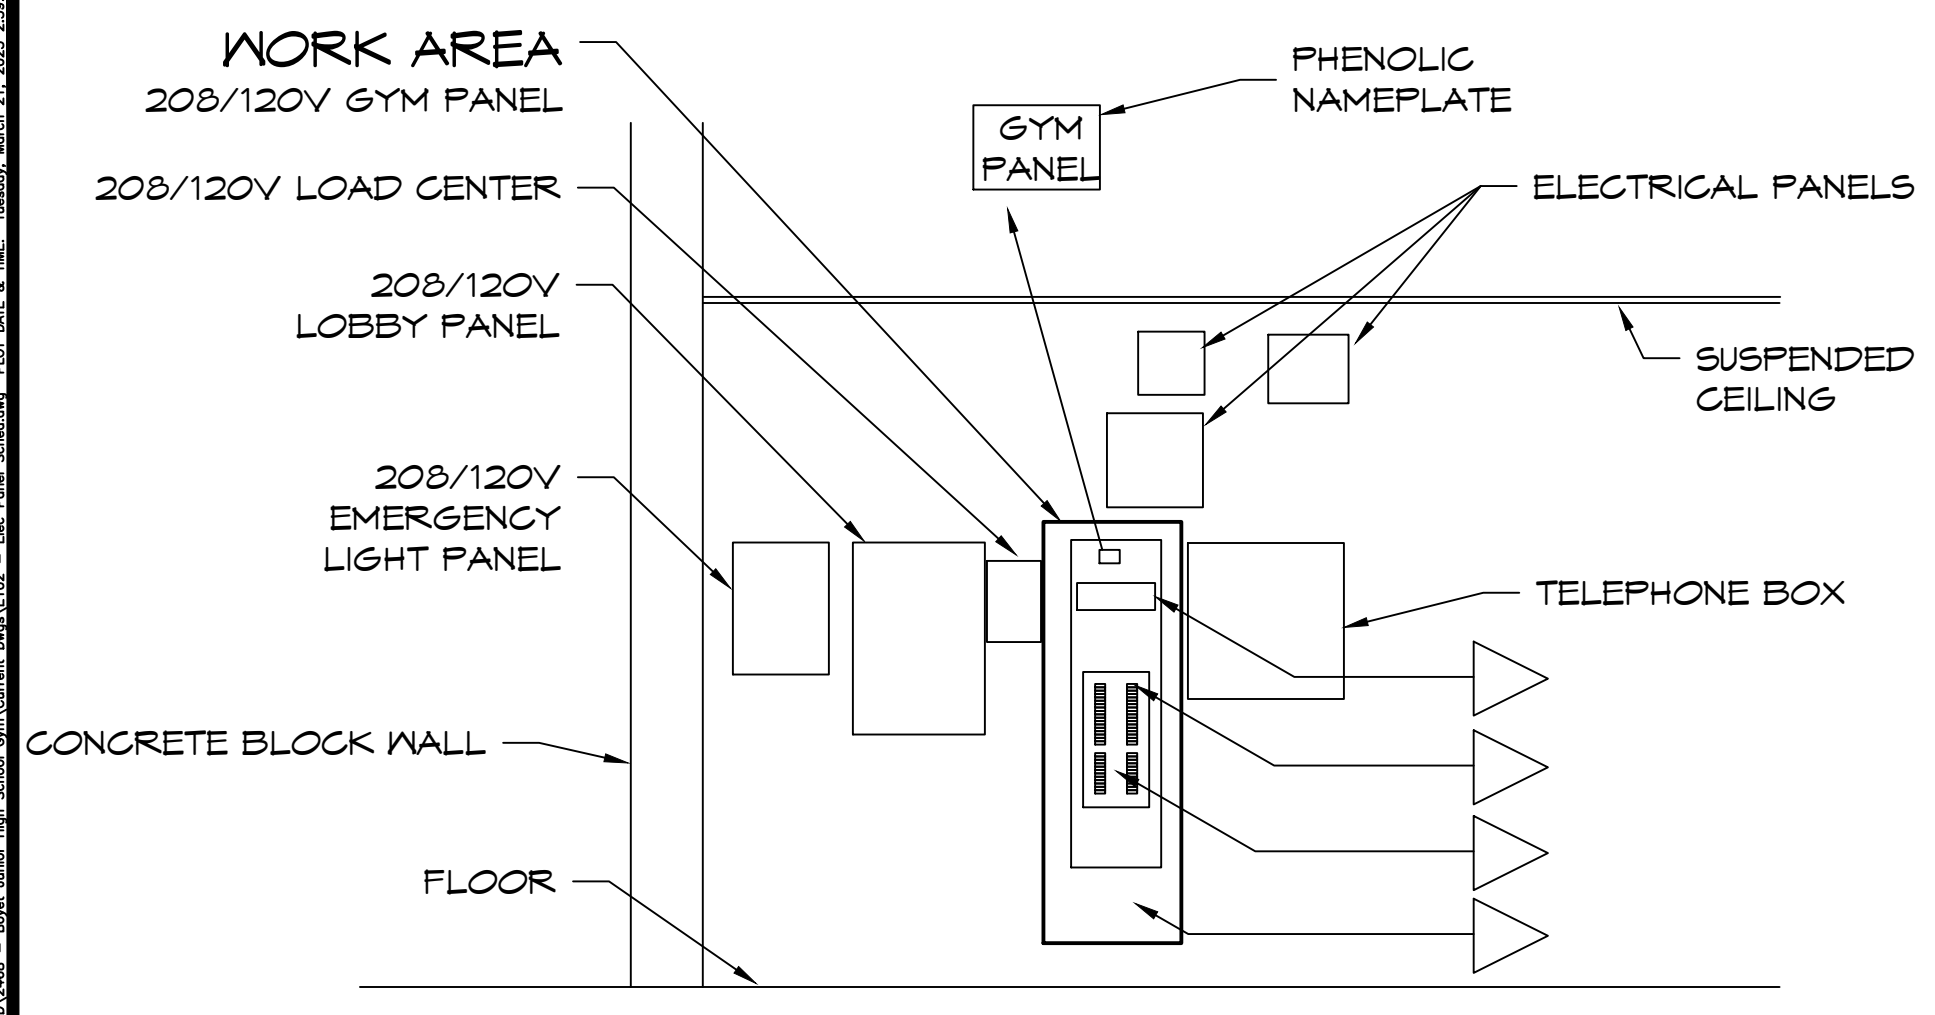 WORK AREA
208/120V GYM PANEL
208/120V LOAD CENTER
208/120V
LOBBY PANEL
208/120V
EMERGENCY
LIGHT PANEL
CONCRETE BLOCK WALL
FLOOR
GYM
PANEL
PHENOLIC
NAMEPLATE
ELECTRICAL PANELS
SUSPENDED
CEILING
TELEPHONE BOX